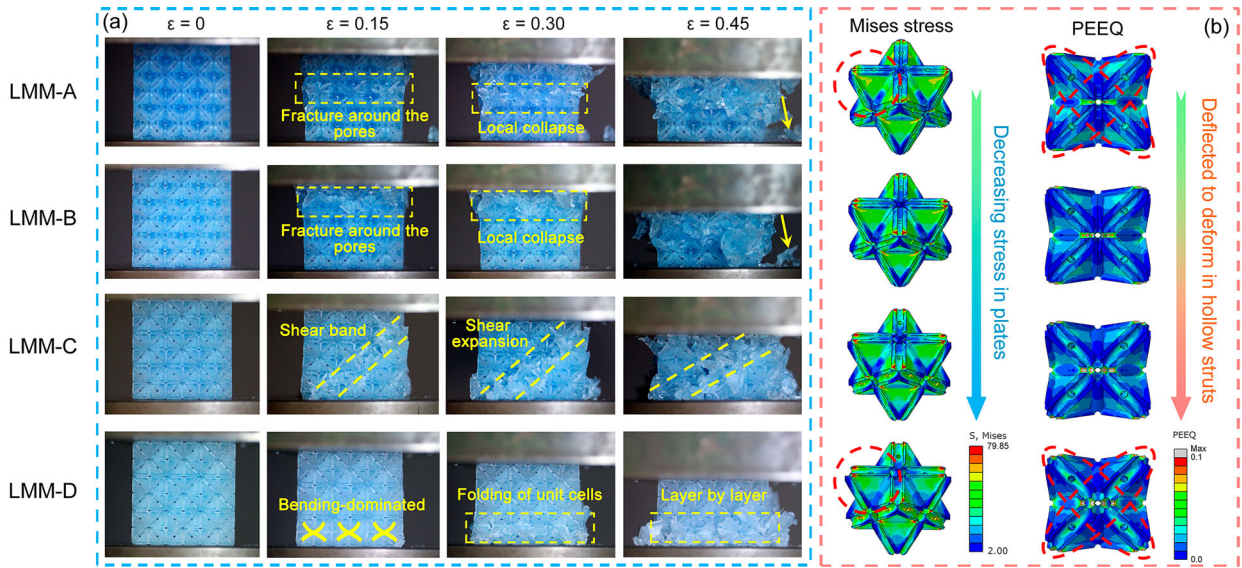 (a)
ε = 0
ε = 0.15
ε = 0.30
ε = 0.45
LMM-A
Fracture around the
pores
Local collapse
LMM-B
Fracture around the
pores
Local collapse
LMM-C
Shear band
Shear
expansion
LMM-D
Bending-dominated
Folding of unit cells
Layer by layer
Mises stress
PEEQ
(b)
Decreasing stress in plates
Deflected to deform in hollow struts
S, Mises
79.85
2.00
PEEQ
Max
0.1
0.0